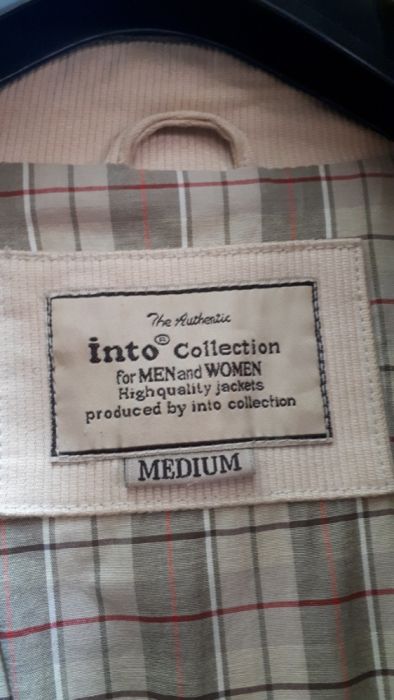 The Authentic
into® Collection
for MEN and WOMEN
High quality jackets
produced by into collection
MEDIUM